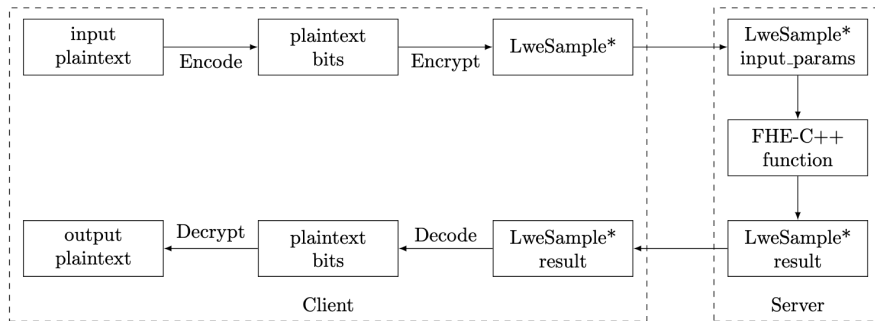 input
plaintext
Encode
plaintext
bits
Encrypt
LweSample*
LweSample*
input_params
FHE-C++
function
output
plaintext
Decrypt
plaintext
bits
Decode
LweSample*
result
LweSample*
result
Client
Server